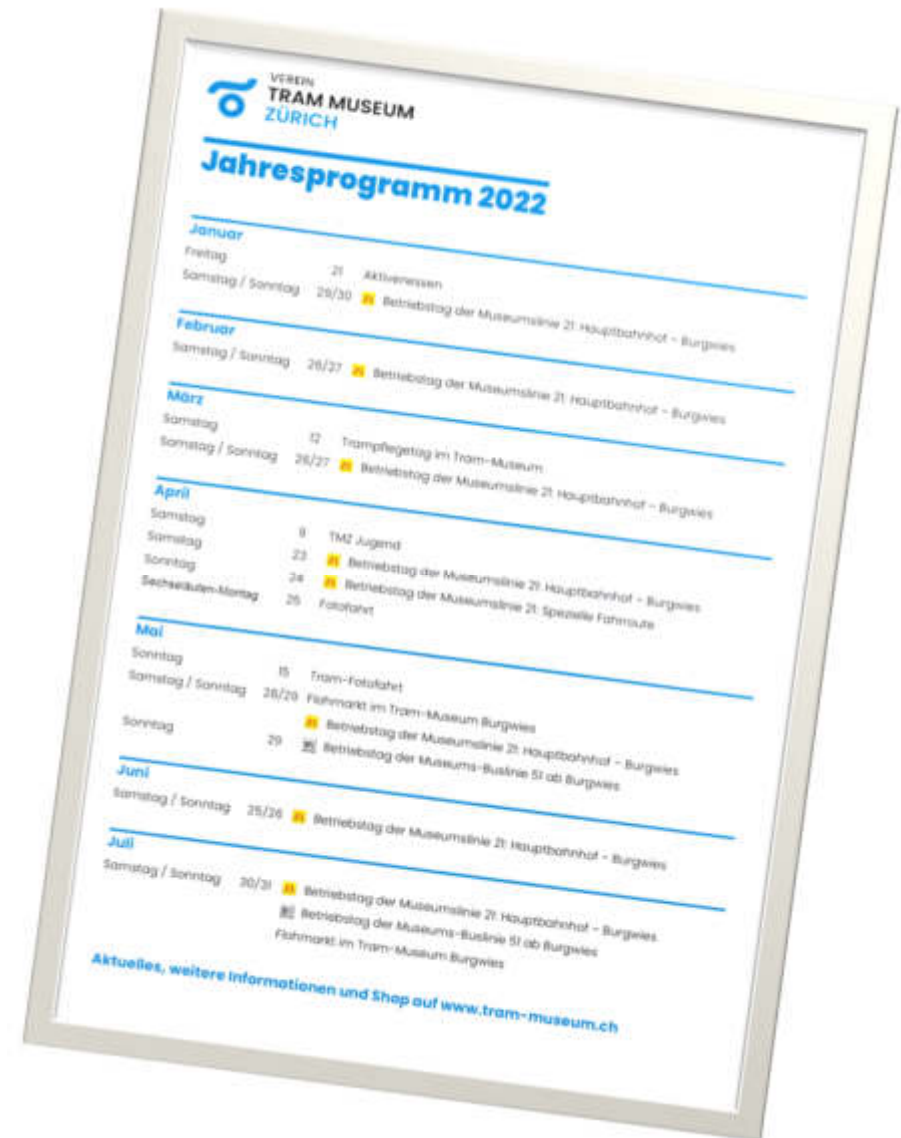 VEREIN
TRAM MUSEUM
ZÜRICH
Jahresprogramm 2022
Januar
Freitag 21 Aktivenessen
Samstag / Sonntag 29/30 21 Betriebstag der Museumslinie 21: Hauptbahnhof – Burgwies
Februar
Samstag / Sonntag 26/27 21 Betriebstag der Museumslinie 21: Hauptbahnhof – Burgwies
März
Samstag 12 Trampflegetag im Tram-Museum
Samstag / Sonntag 26/27 21 Betriebstag der Museumslinie 21: Hauptbahnhof – Burgwies
April
Samstag 9 TMZ Jugend
Samstag 23 21 Betriebstag der Museumslinie 21: Hauptbahnhof – Burgwies
Sonntag 24 21 Betriebstag der Museumslinie 21: Spezielle Fahrroute
Sechseläuten-Montag 25 Fotofahrt
Mai
Sonntag 15 Tram-Fotofahrt
Samstag / Sonntag 28/29 Flohmarkt im Tram-Museum Burgwies
21 Betriebstag der Museumslinie 21: Hauptbahnhof – Burgwies
Sonntag 29 51 Betriebstag der Museums-Buslinie 51 ab Burgwies
Juni
Samstag / Sonntag 25/26 21 Betriebstag der Museumslinie 21: Hauptbahnhof – Burgwies
Juli
Samstag / Sonntag 30/31 21 Betriebstag der Museumslinie 21: Hauptbahnhof – Burgwies
51 Betriebstag der Museums-Buslinie 51 ab Burgwies
Flohmarkt im Tram-Museum Burgwies
Aktuelles, weitere Informationen und Shop auf www.tram-museum.ch